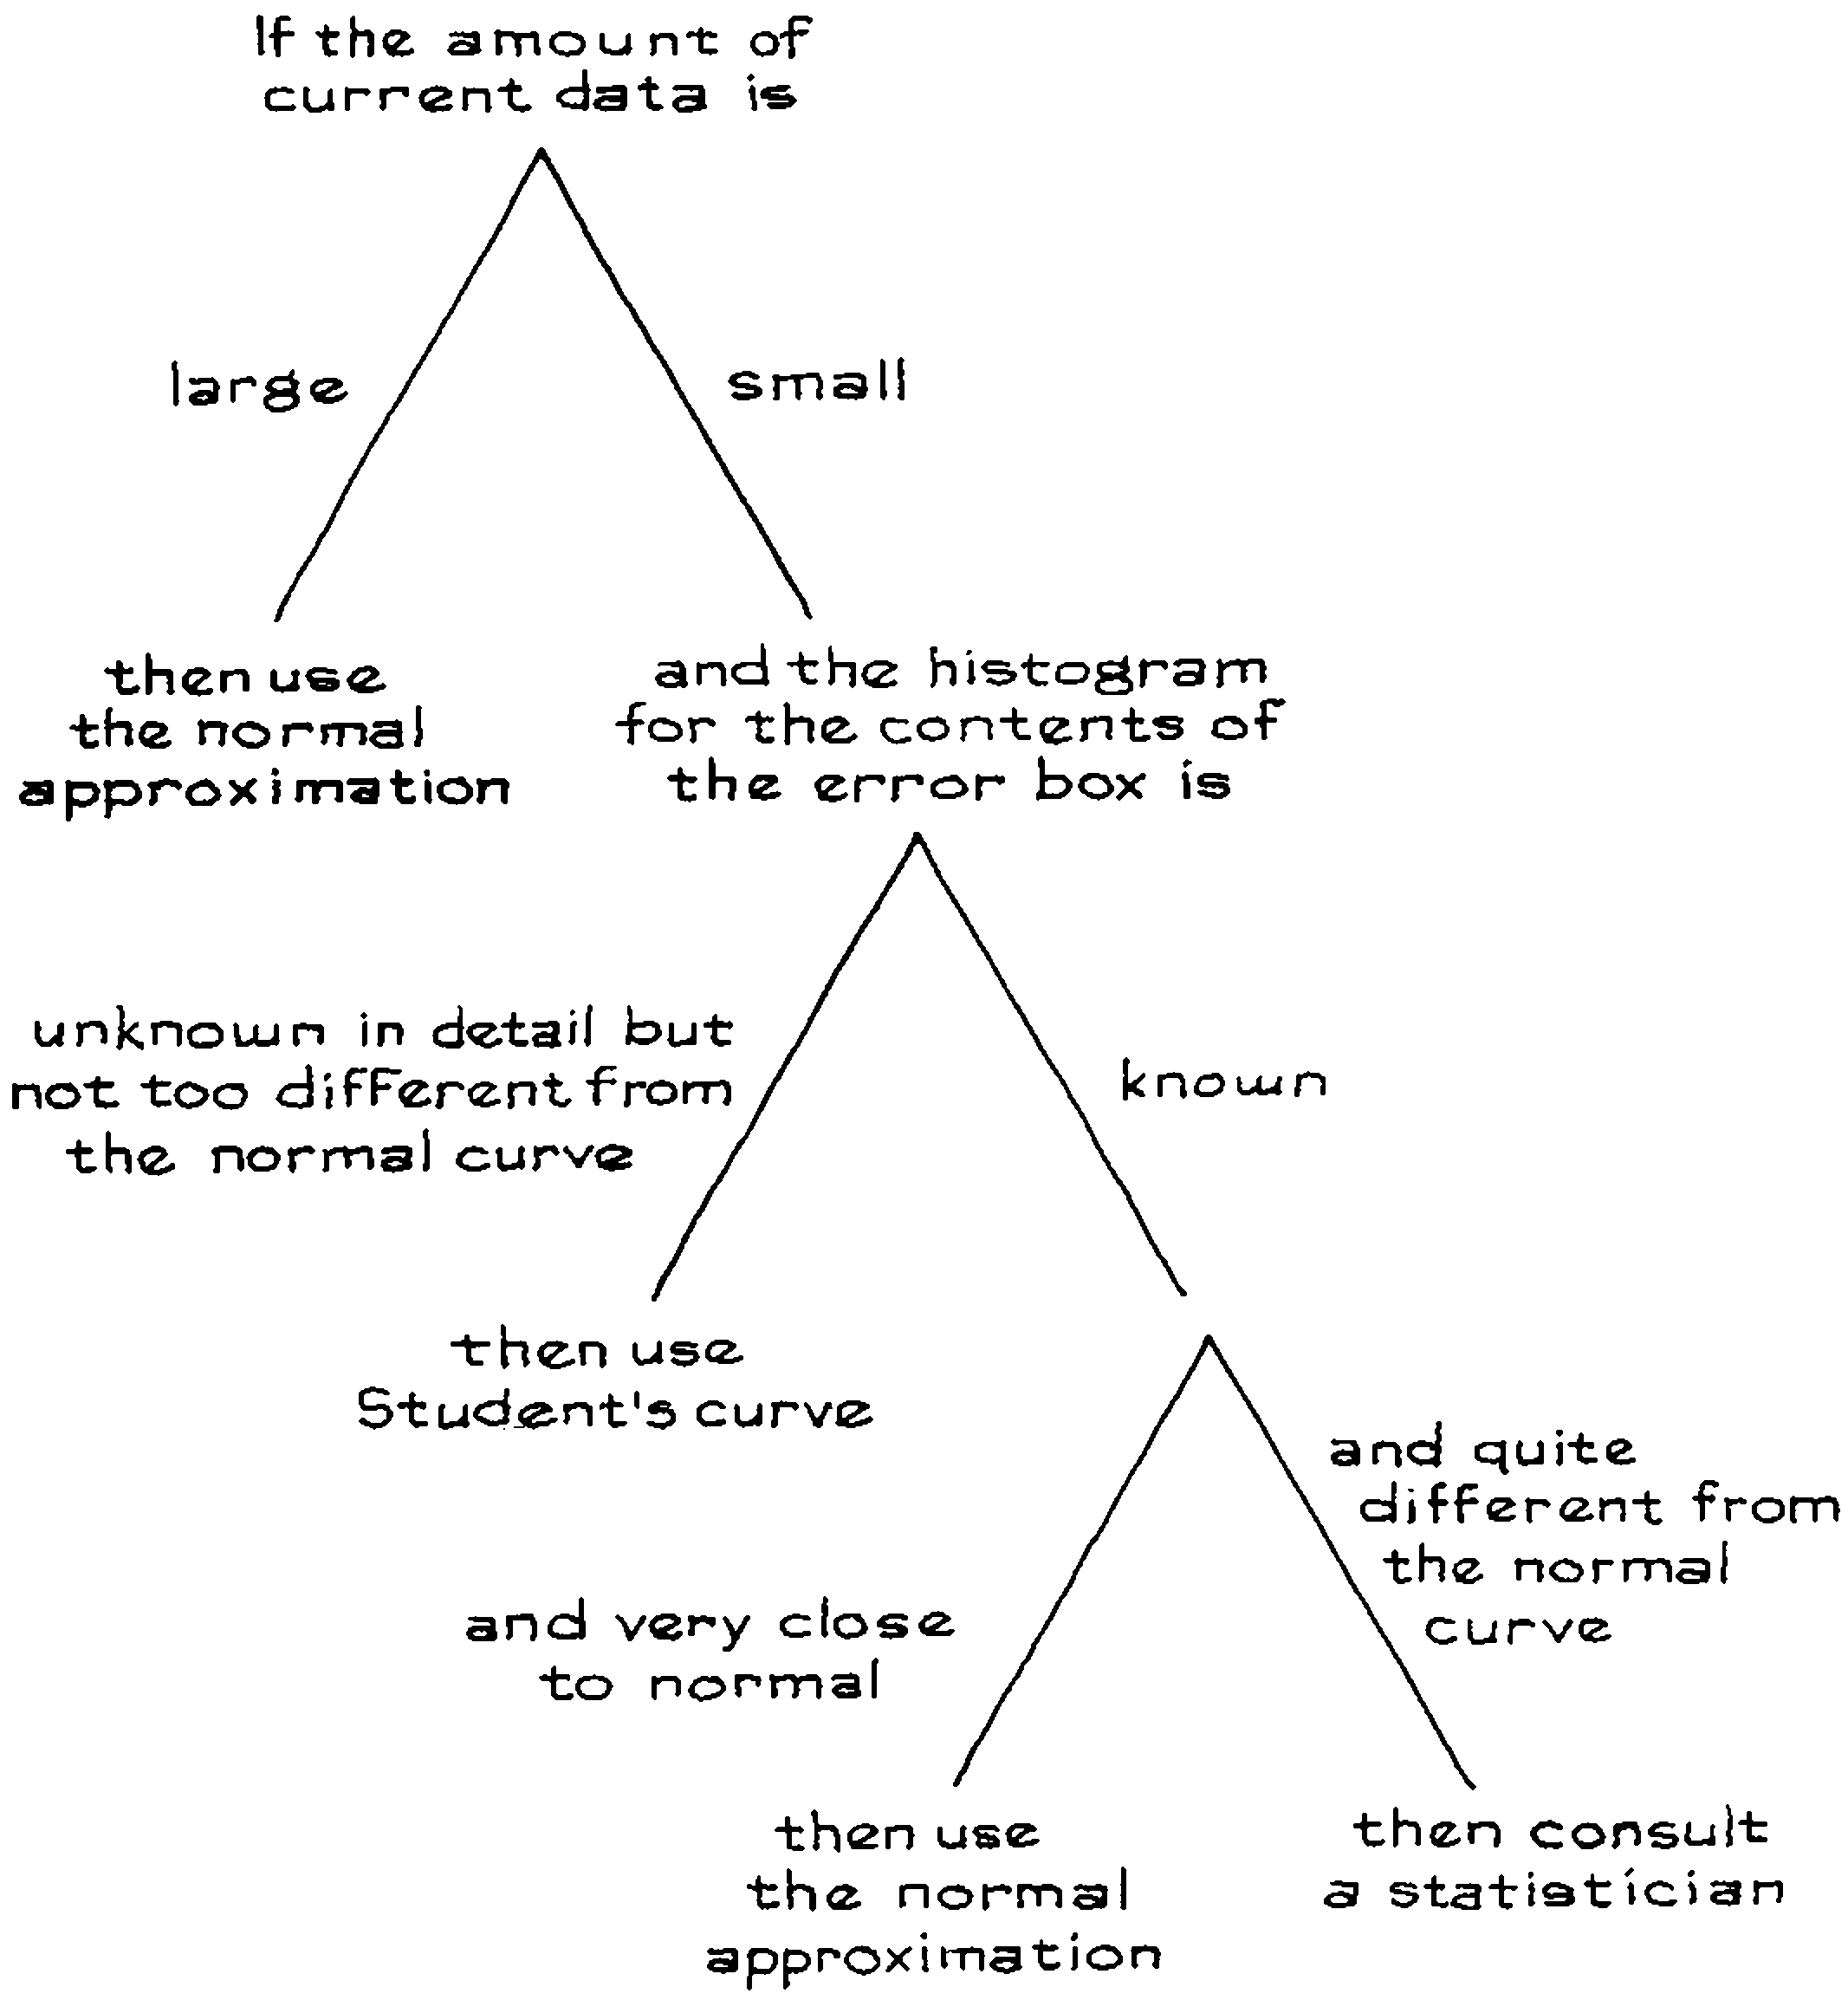 If the amount of
current data is
large
small
then use
the normal
approximation
and the histogram
for the contents of
the error box is
unknown in detail but
not too different from
the normal curve
known
then use
Student's curve
and quite
different from
the normal
curve
and very close
to normal
then use
the normal
approximation
then consult
a statistician